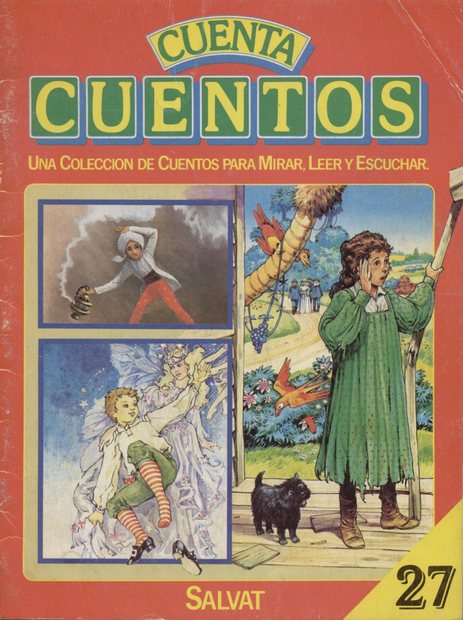 CUENTA
CUENTOS
UNA COLECCION DE CUENTOS PARA MIRAR, LEER Y ESCUCHAR.
SALVAT
27